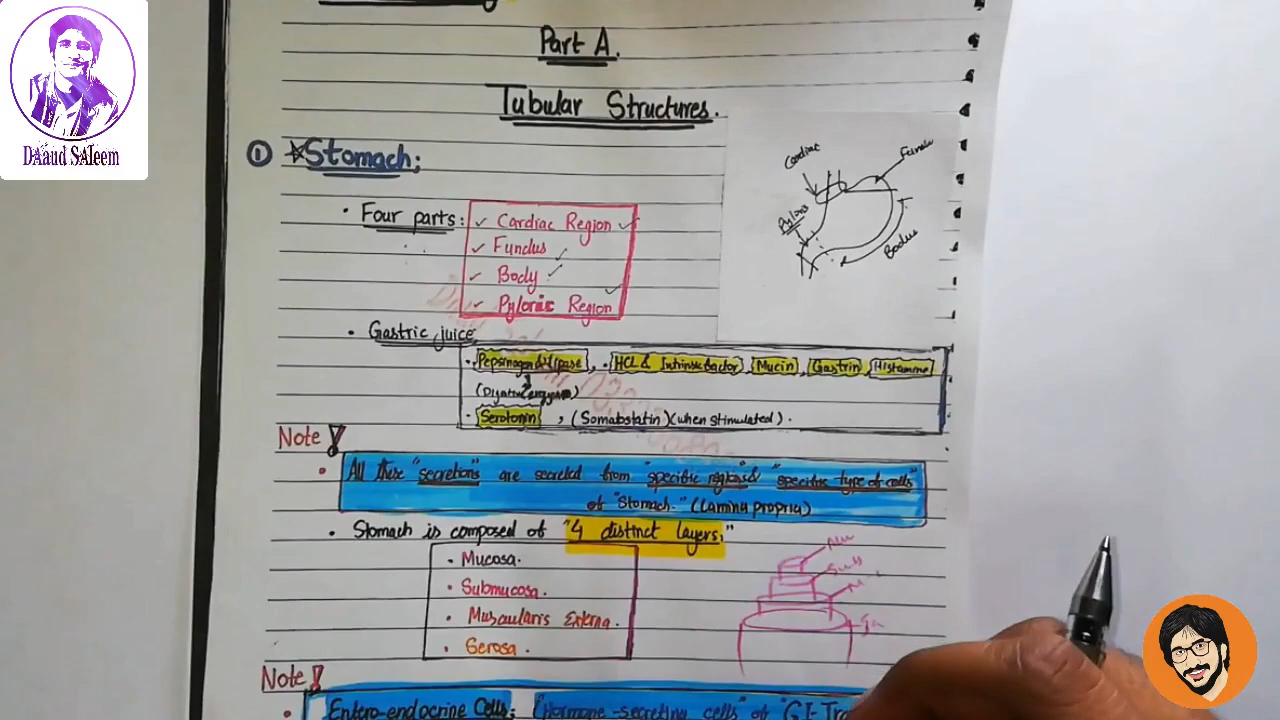 DAaud SAleem
Part A.
Tubular Structures.
① Stomach:
Cardiac
Pylorus
• Four parts:
✓ Cardiac Region ✓
✓ Fundus ✓
✓ Body ✓
✓ Pyloric Region ✓
• Gastric juice
• Pepsinogen & Lipase, • HCL & Intrinsic factor, Mucin, Gastrin, Histamine
(Digestive enzymes)
• Serotonin, (Somabstatin) (when stimulated).
Note !
• All these "secretions" are secreted from "specific regions" & "specific type of cells"
of "Stomach." (Lamina propria)
• Stomach is composed of "4 distinct layers."
• Mucosa.
• Submucosa.
• Muscularis Externa.
• Serosa.
Note !
• Entero-endocrine Cells: (Hormone-secreting cells" of "GI-Tra